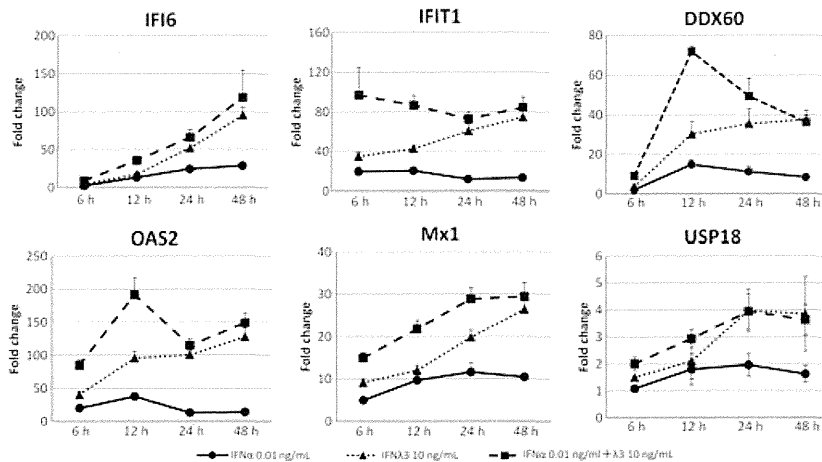 IFI6
IFIT1
DDX60
Fold change
200
150
100
50
0
6 h 12 h 24 h 48 h
Fold change
160
120
80
40
0
6 h 12 h 24 h 48 h
Fold change
80
60
40
20
0
6 h 12 h 24 h 48 h
OAS2
Mx1
USP18
Fold change
250
200
150
100
50
0
6 h 12 h 24 h 48 h
Fold change
40
30
20
10
0
6 h 12 h 24 h 48 h
Fold change
6
5
4
3
2
1
0
6 h 12 h 24 h 48 h
IFNα 0.01 ng/mL IFNλ3 10 ng/mL IFNα 0.01 ng/ml+λ3 10 ng/mL